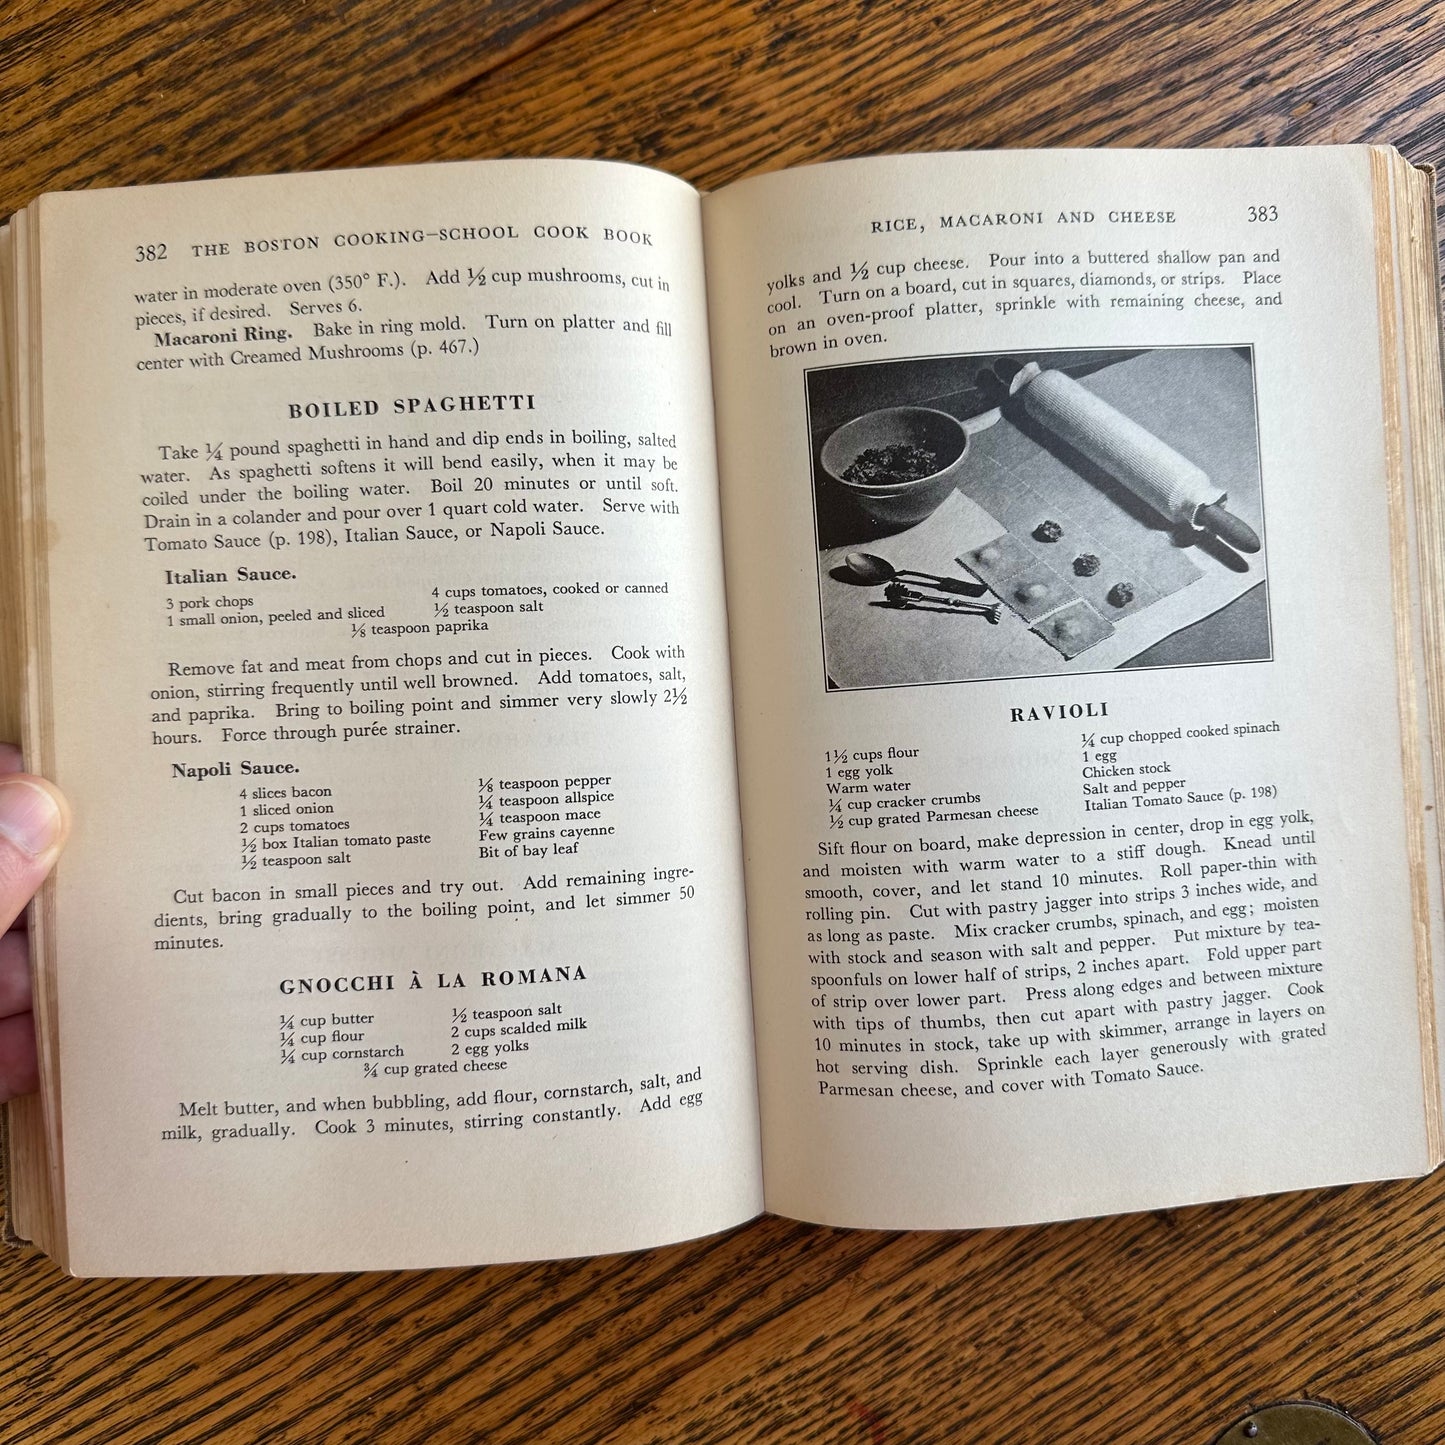 382 THE BOSTON COOKING—SCHOOL COOK BOOK
water in moderate oven (350° F.). Add ½ cup mushrooms, cut in
pieces, if desired. Serves 6.
Macaroni Ring. Bake in ring mold. Turn on platter and fill
center with Creamed Mushrooms (p. 467.)
BOILED SPAGHETTI
Take ¼ pound spaghetti in hand and dip ends in boiling, salted
water. As spaghetti softens it will bend easily, when it may be
coiled under the boiling water. Boil 20 minutes or until soft.
Drain in a colander and pour over 1 quart cold water. Serve with
Tomato Sauce (p. 198), Italian Sauce, or Napoli Sauce.
Italian Sauce.
3 pork chops
1 small onion, peeled and sliced
4 cups tomatoes, cooked or canned
½ teaspoon salt
⅛ teaspoon paprika
Remove fat and meat from chops and cut in pieces. Cook with
onion, stirring frequently until well browned. Add tomatoes, salt,
and paprika. Bring to boiling point and simmer very slowly 2½
hours. Force through purée strainer.
Napoli Sauce.
4 slices bacon
1 sliced onion
2 cups tomatoes
½ box Italian tomato paste
½ teaspoon salt
⅛ teaspoon pepper
¼ teaspoon allspice
¼ teaspoon mace
Few grains cayenne
Bit of bay leaf
Cut bacon in small pieces and try out. Add remaining ingre-
dients, bring gradually to the boiling point, and let simmer 50
minutes.
GNOCCHI À LA ROMANA
¼ cup butter
¼ cup flour
¼ cup cornstarch
½ teaspoon salt
2 cups scalded milk
2 egg yolks
¾ cup grated cheese
Melt butter, and when bubbling, add flour, cornstarch, salt, and
milk, gradually. Cook 3 minutes, stirring constantly. Add egg
RICE, MACARONI AND CHEESE 383
yolks and ½ cup cheese. Pour into a buttered shallow pan and
cool. Turn on a board, cut in squares, diamonds, or strips. Place
on an oven-proof platter, sprinkle with remaining cheese, and
brown in oven.
RAVIOLI
1½ cups flour
1 egg yolk
Warm water
¼ cup cracker crumbs
½ cup grated Parmesan cheese
¼ cup chopped cooked spinach
1 egg
Chicken stock
Salt and pepper
Italian Tomato Sauce (p. 198)
Sift flour on board, make depression in center, drop in egg yolk,
and moisten with warm water to a stiff dough. Knead until
smooth, cover, and let stand 10 minutes. Roll paper-thin with
rolling pin. Cut with pastry jagger into strips 3 inches wide, and
as long as paste. Mix cracker crumbs, spinach, and egg; moisten
with stock and season with salt and pepper. Put mixture by tea-
spoonfuls on lower half of strips, 2 inches apart. Fold upper part
of strip over lower part. Press along edges and between mixture
with tips of thumbs, then cut apart with pastry jagger. Cook
10 minutes in stock, take up with skimmer, arrange in layers on
hot serving dish. Sprinkle each layer generously with grated
Parmesan cheese, and cover with Tomato Sauce.